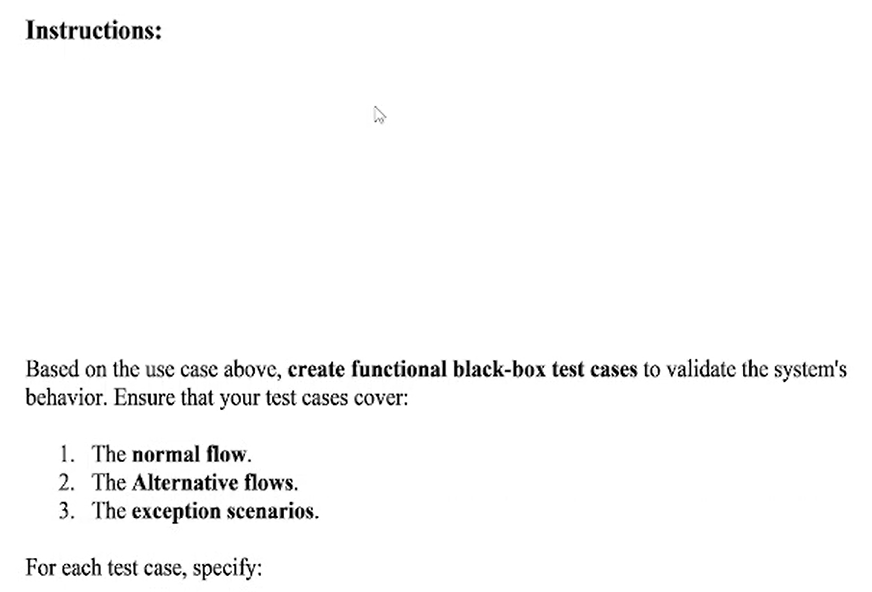 Instructions:
Based on the use case above, create functional black-box test cases to validate the system's
behavior. Ensure that your test cases cover:
1. The normal flow.
2. The Alternative flows.
3. The exception scenarios.
For each test case, specify: